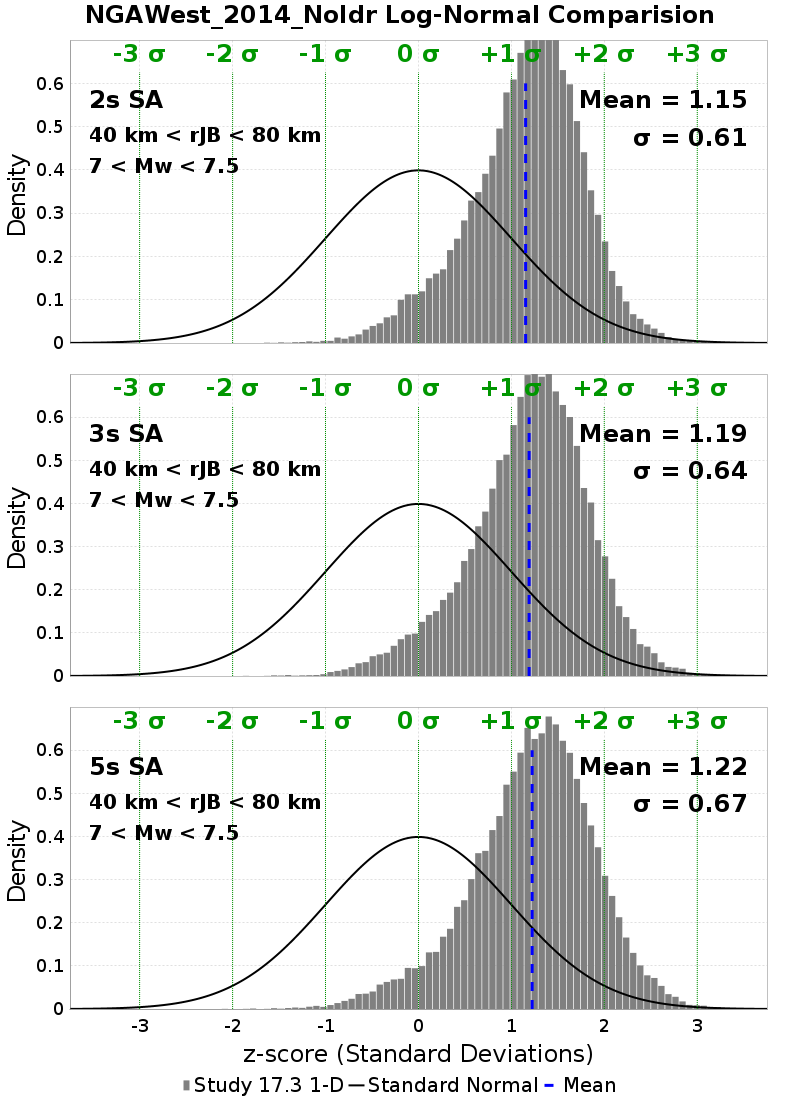 NGAWest_2014_NoIdr Log-Normal Comparision
-3 σ -2 σ -1 σ 0 σ +1 σ +2 σ +3 σ
2s SA
40 km < rJB < 80 km
7 < Mw < 7.5
Mean = 1.15
σ = 0.61
Density
0.6
0.5
0.4
0.3
0.2
0.1
0
-3 σ -2 σ -1 σ 0 σ +1 σ +2 σ +3 σ
3s SA
40 km < rJB < 80 km
7 < Mw < 7.5
Mean = 1.19
σ = 0.64
Density
0.6
0.5
0.4
0.3
0.2
0.1
0
-3 σ -2 σ -1 σ 0 σ +1 σ +2 σ +3 σ
5s SA
40 km < rJB < 80 km
7 < Mw < 7.5
Mean = 1.22
σ = 0.67
Density
0.6
0.5
0.4
0.3
0.2
0.1
0
-3 -2 -1 0 1 2 3
z-score (Standard Deviations)
Study 17.3 1-D Standard Normal Mean